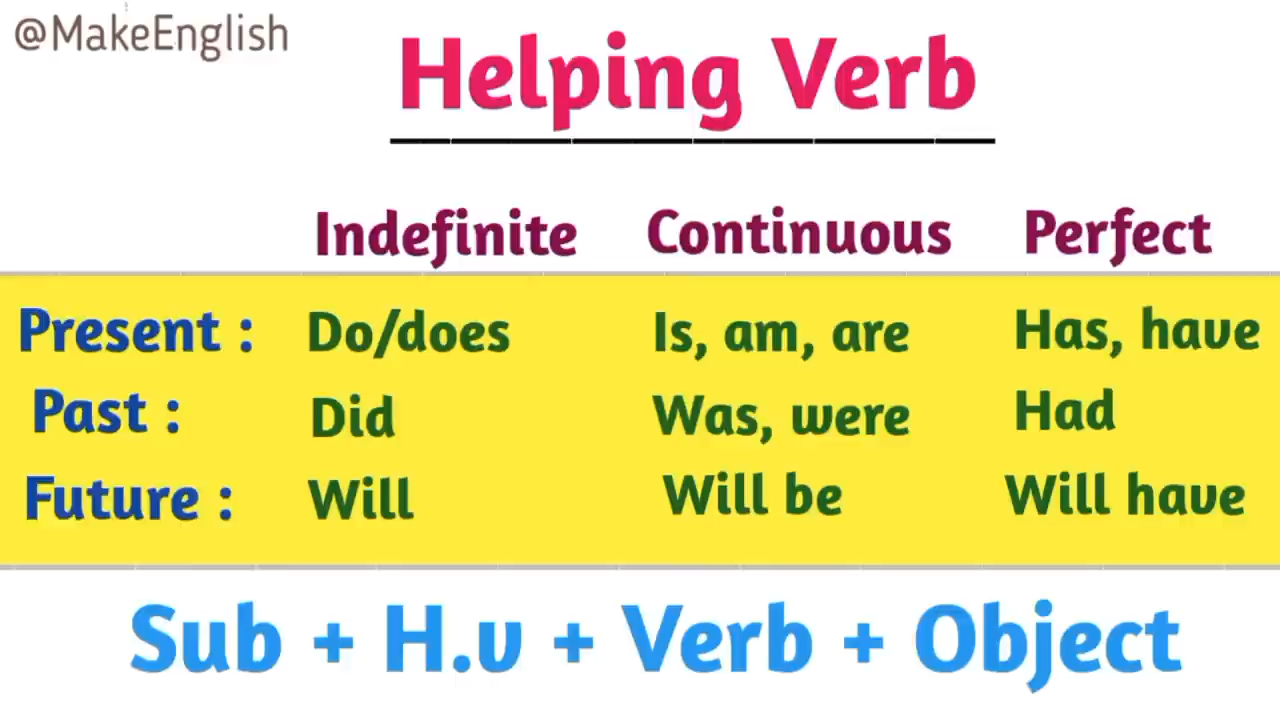 @MakeEnglish
Helping Verb
Indefinite Continuous Perfect
Present : Do/does Is, am, are Has, have
Past : Did Was, were Had
Future : Will Will be Will have
Sub + H.v + Verb + Object